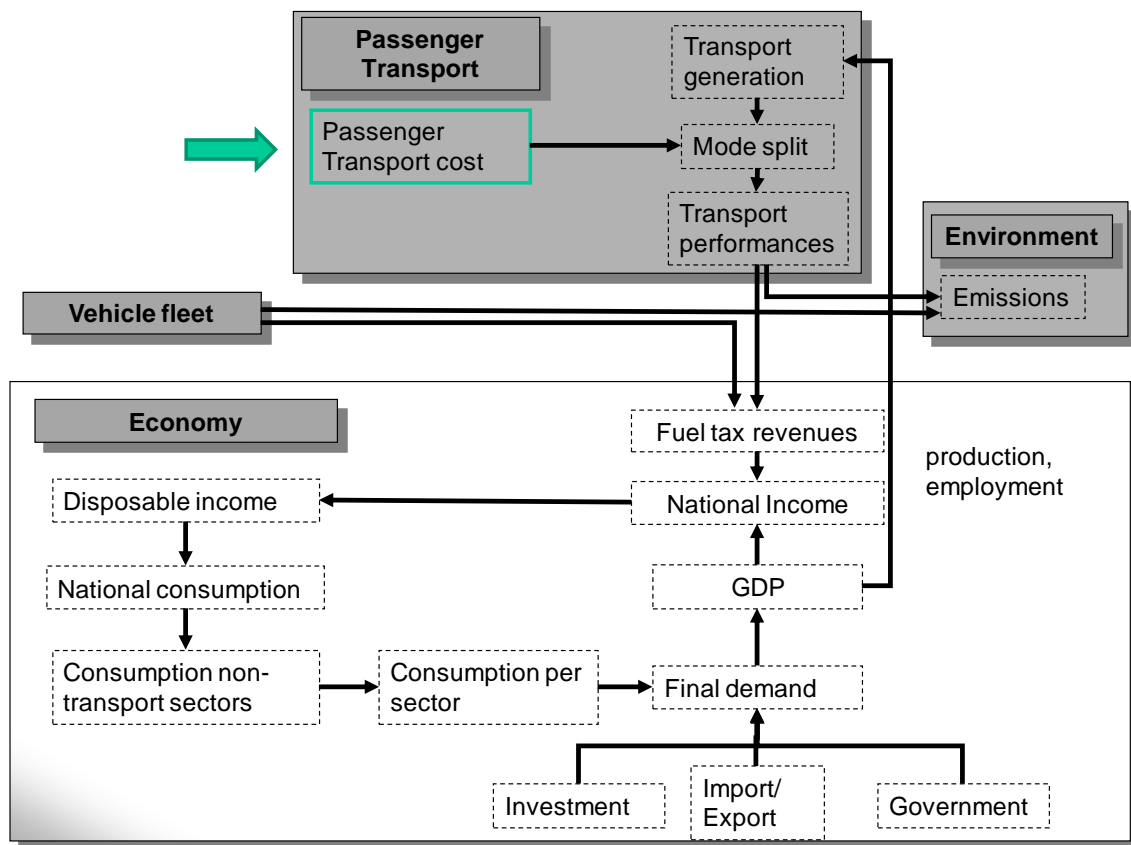 Passenger
Transport
Transport
generation
Passenger
Transport cost
Mode split
Transport
performances
Environment
Emissions
Vehicle fleet
Economy
Fuel tax revenues
production,
employment
Disposable income
National Income
National consumption
GDP
Consumption non-
transport sectors
Consumption per
sector
Final demand
Investment
Import/
Export
Government